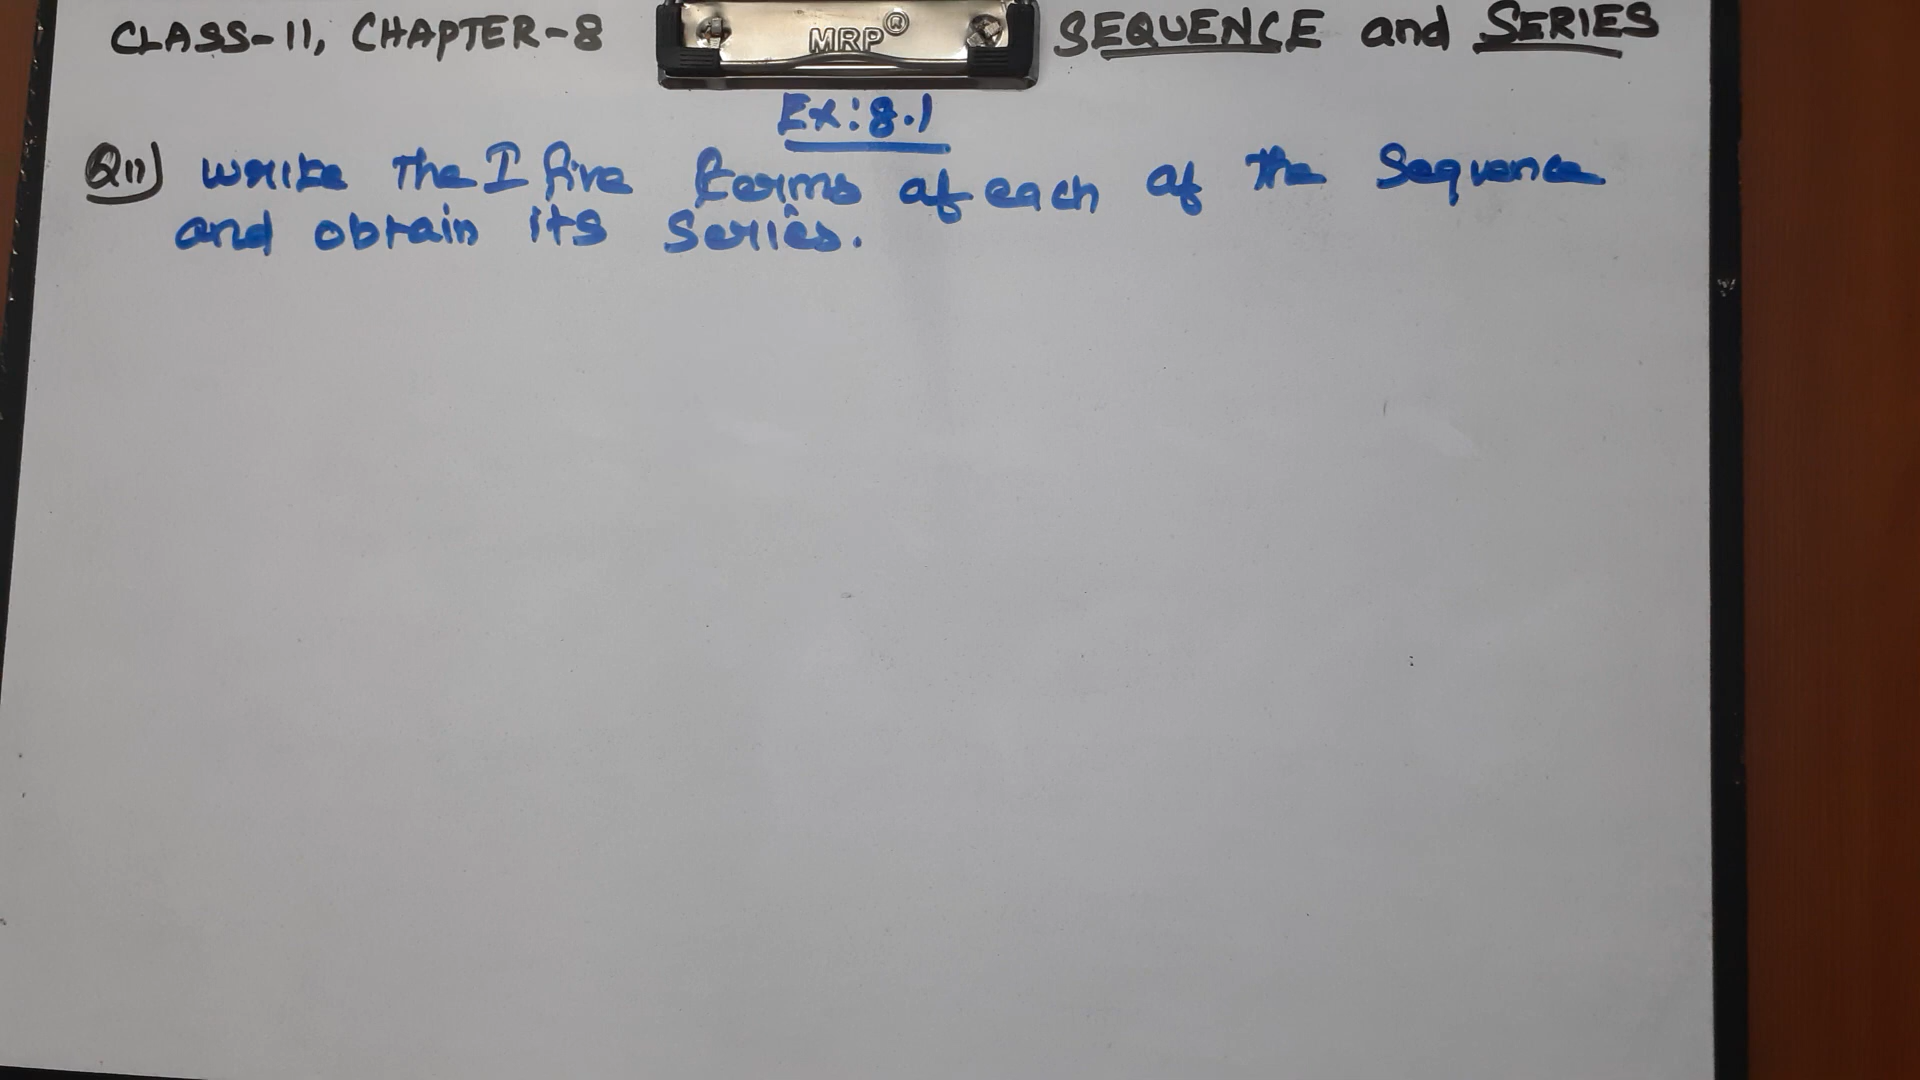 CLASS-11, CHAPTER-8 MRP® SEQUENCE and SERIES
Ex:8.1
Q11) write the I five terms of each of the Sequence
and obtain its series.